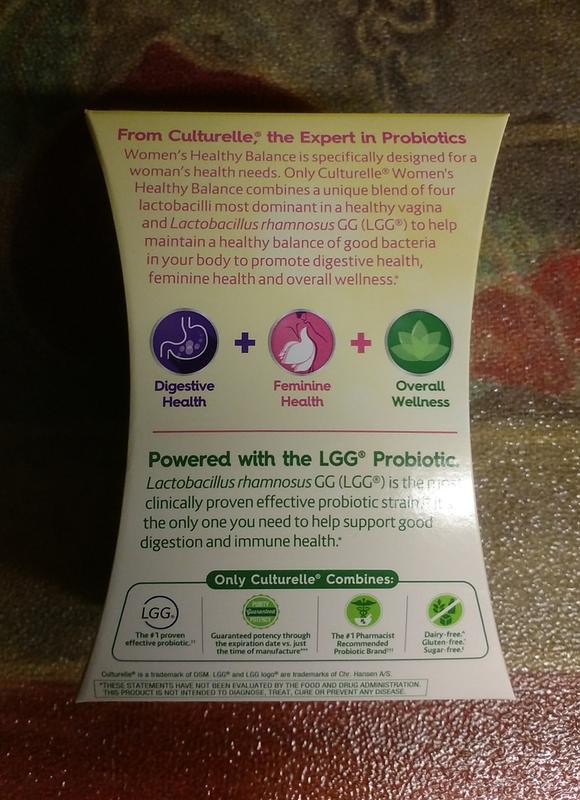 From Culturelle,® the Expert in Probiotics
Women's Healthy Balance is specifically designed for a
woman's health needs. Only Culturelle® Women's
Healthy Balance combines a unique blend of four
lactobacilli most dominant in a healthy vagina
and Lactobacillus rhamnosus GG (LGG®) to help
maintain a healthy balance of good bacteria
in your body to promote digestive health,
feminine health and overall wellness.*
+ +
Digestive Health
Feminine Health
Overall Wellness
Powered with the LGG® Probiotic.
Lactobacillus rhamnosus GG (LGG®) is the most
clinically proven effective probiotic strain.
the only one you need to help support good
digestion and immune health.*
Only Culturelle® Combines:
LGG®
The #1 proven
effective probiotic.
PURITY
Guaranteed
POTENCY
Guaranteed potency through
the expiration date vs. just
the time of manufacture***
The #1 Pharmacist
Recommended
Probiotic Brand
Dairy-free.
Gluten-free.
Sugar-free.
Culturelle® is a trademark of DSM. LGG® and LGG logo® are trademarks of Chr. Hansen A/S.
*THESE STATEMENTS HAVE NOT BEEN EVALUATED BY THE FOOD AND DRUG ADMINISTRATION.
THIS PRODUCT IS NOT INTENDED TO DIAGNOSE, TREAT, CURE OR PREVENT ANY DISEASE.